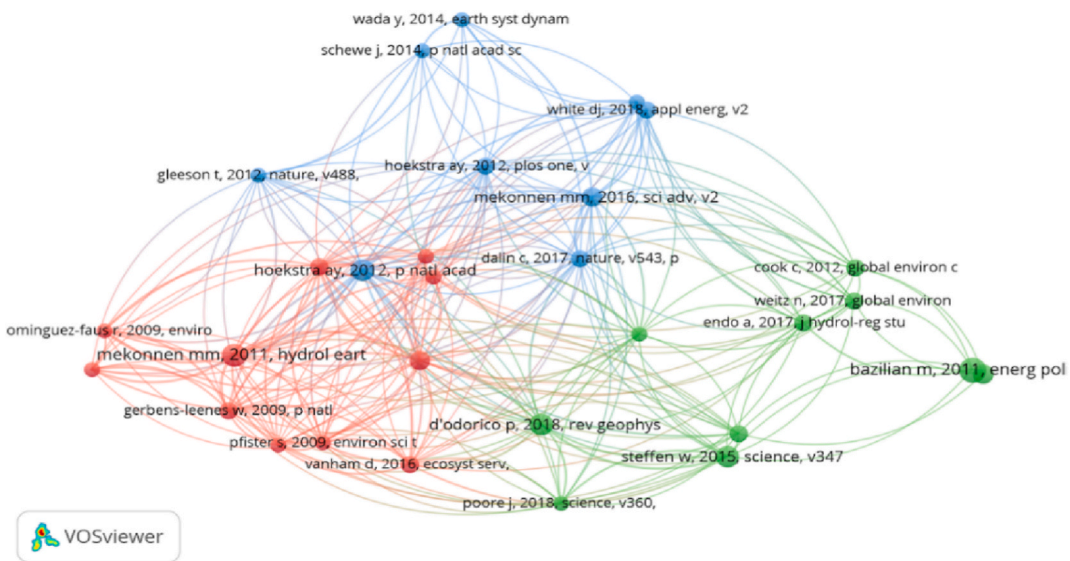 wada y, 2014, earth syst dynam
schewe j, 2014, p natl acad sc
white dj, 2018, appl energ, v2
hoekstra ay, 2012, plos one, v
gleeson t, 2012, nature, v488,
mekonnen mm, 2016, sci adv, v2
dalin c, 2017, nature, v543, p
hoekstra ay, 2012, p natl acad
cook c, 2012, global environ c
weitz n, 2017, global environ
endo a, 2017, j hydrol-reg stu
ominguez-faus r, 2009, enviro
mekonnen mm, 2011, hydrol eart
bazilian m, 2011, energ pol
gerbens-leenes w, 2009, p natl
d'odorico p, 2018, rev geophys
pfister s, 2009, environ sci t
steffen w, 2015, science, v347
vanham d, 2016, ecosyst serv,
poore j, 2018, science, v360,
VOSviewer